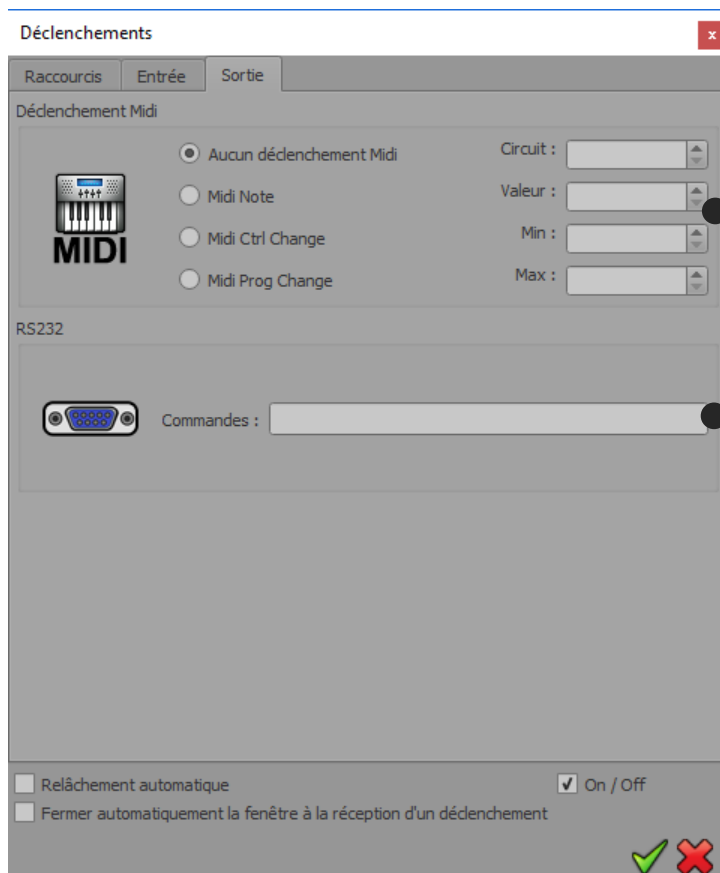 Déclenchements
x
Raccourcis Entrée Sortie
Déclenchement Midi
Aucun déclenchement Midi Circuit :
Midi Note Valeur :
Midi Ctrl Change Min :
Midi Prog Change Max :
MIDI
RS232
Commandes :
Relâchement automatique On / Off
Fermer automatiquement la fenêtre à la réception d'un déclenchement